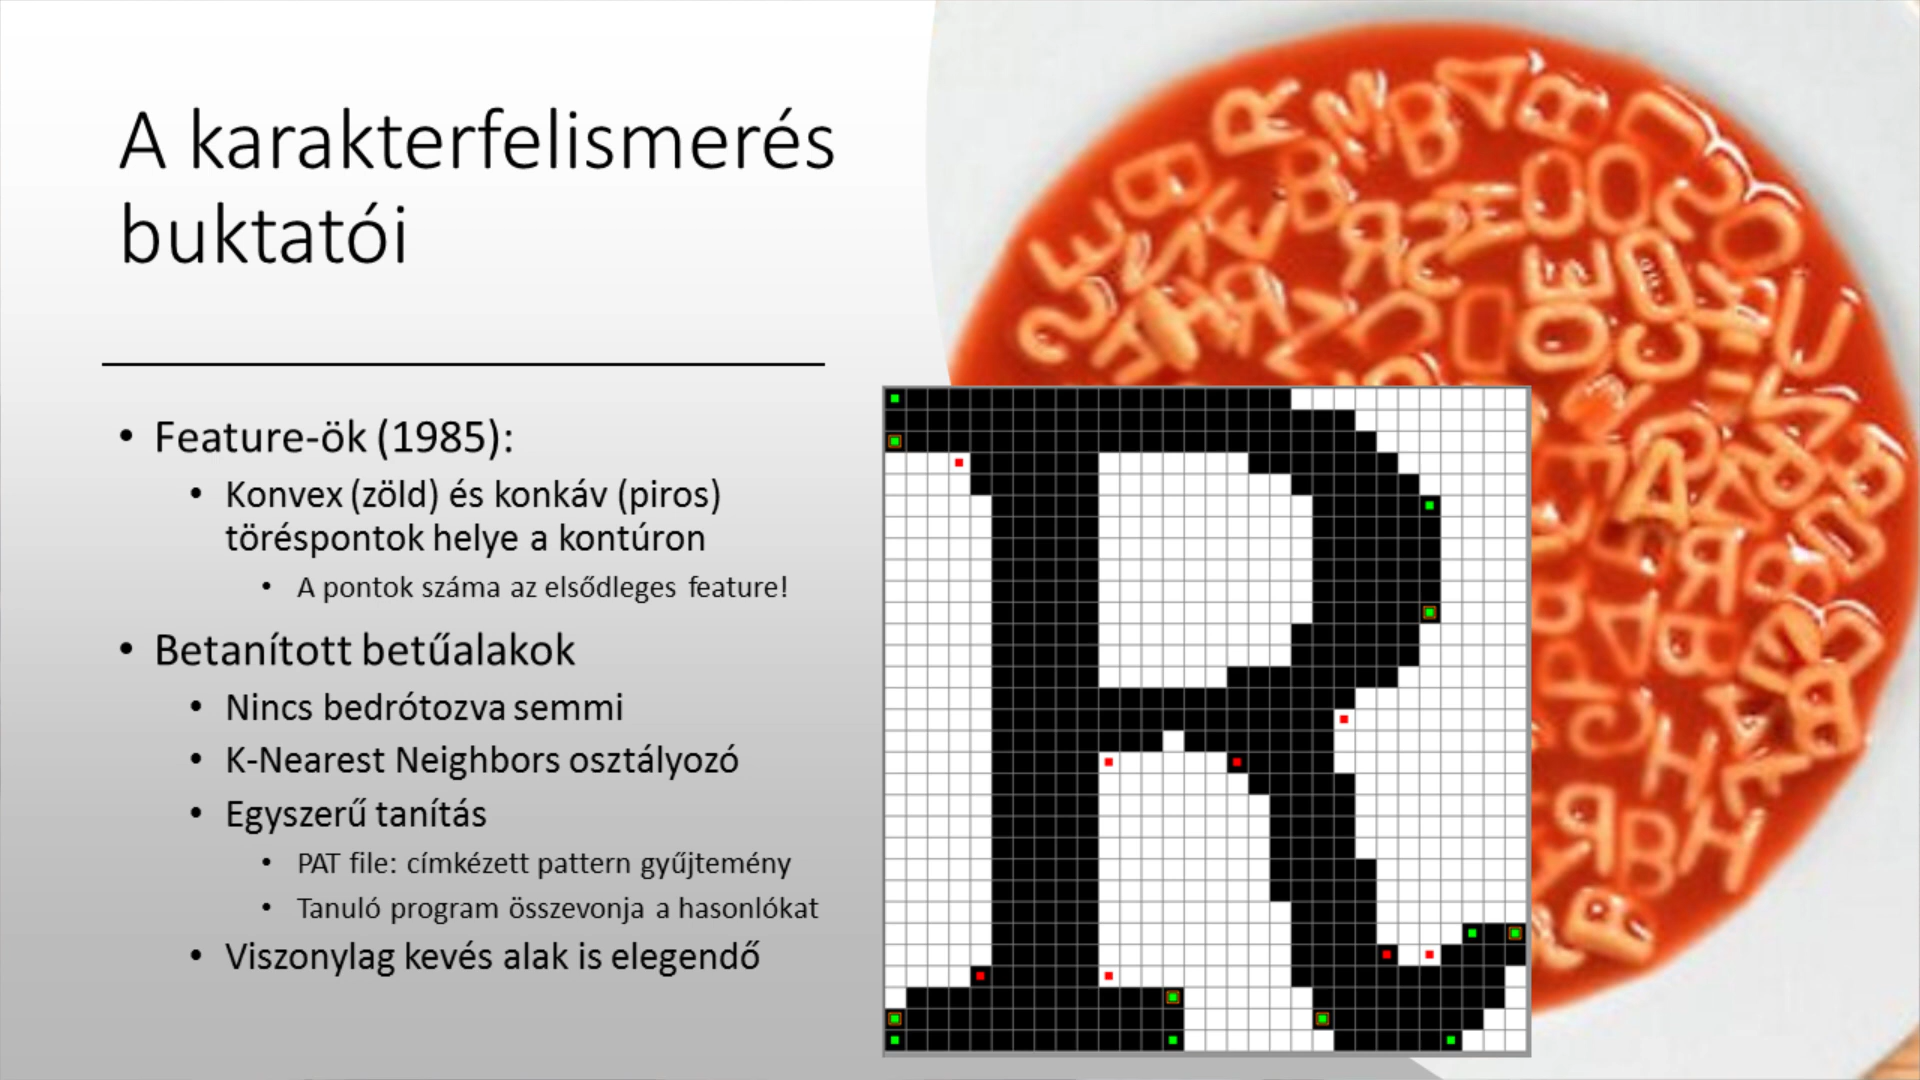 A karakterfelismerés
buktatói
• Feature-ök (1985):
• Konvex (zöld) és konkáv (piros)
töréspontok helye a kontúron
• A pontok száma az elsődleges feature!
• Betanított betűalakok
• Nincs bedrótozva semmi
• K-Nearest Neighbors osztályozó
• Egyszerű tanítás
• PAT file: címkézett pattern gyűjtemény
• Tanuló program összevonja a hasonlókat
• Viszonylag kevés alak is elegendő
R